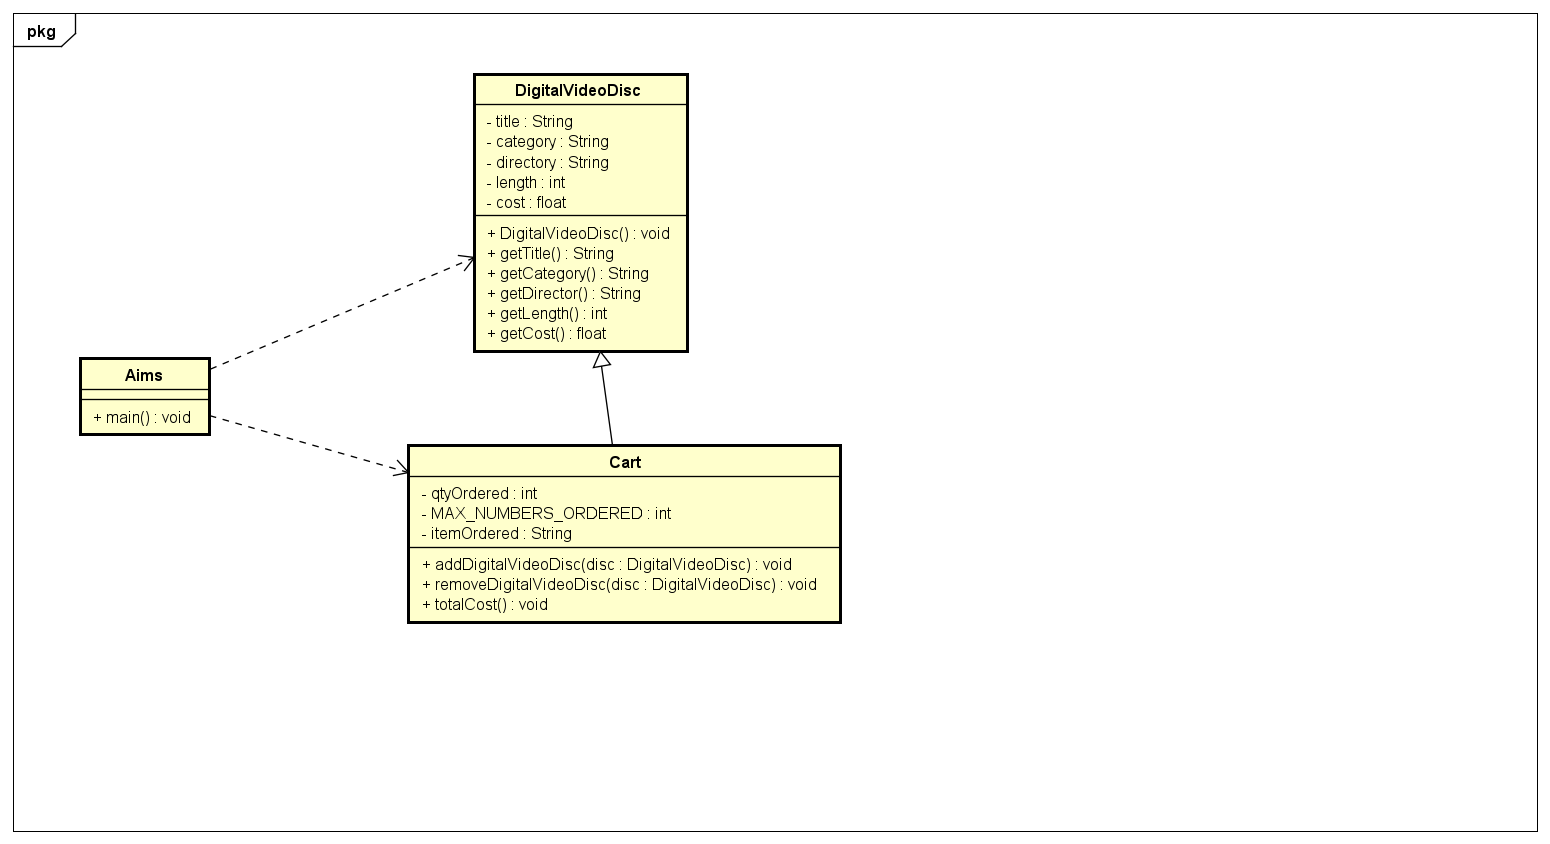 pkg
DigitalVideoDisc
- title : String
- category : String
- directory : String
- length : int
- cost : float
+ DigitalVideoDisc() : void
+ getTitle() : String
+ getCategory() : String
+ getDirector() : String
+ getLength() : int
+ getCost() : float
Aims
+ main() : void
Cart
- qtyOrdered : int
- MAX_NUMBERS_ORDERED : int
- itemOrdered : String
+ addDigitalVideoDisc(disc : DigitalVideoDisc) : void
+ removeDigitalVideoDisc(disc : DigitalVideoDisc) : void
+ totalCost() : void